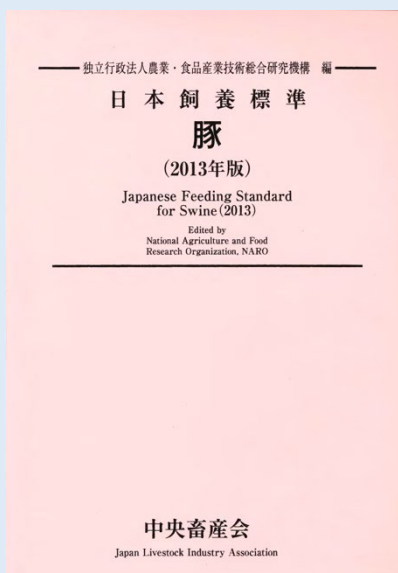 独立行政法人農業・食品産業技術総合研究機構 編
日本飼養標準
豚
(2013年版)
Japanese Feeding Standard
for Swine(2013)
Edited by
National Agriculture and Food
Research Organization, NARO
中央畜産会
Japan Livestock Industry Association